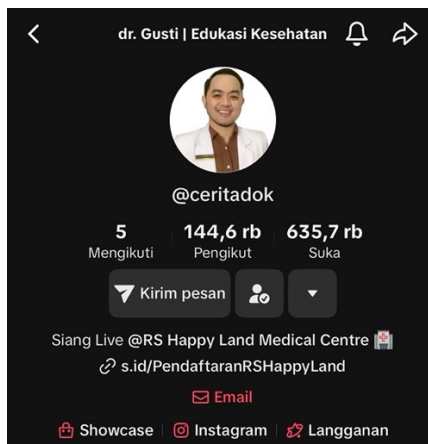 dr. Gusti | Edukasi Kesehatan
@ceritadok
5 144,6 rb 635,7 rb
Mengikuti Pengikut Suka
Kirim pesan
Siang Live @RS Happy Land Medical Centre 🏥
s.id/PendaftaranRSHappyLand
Email
Showcase Instagram Langganan